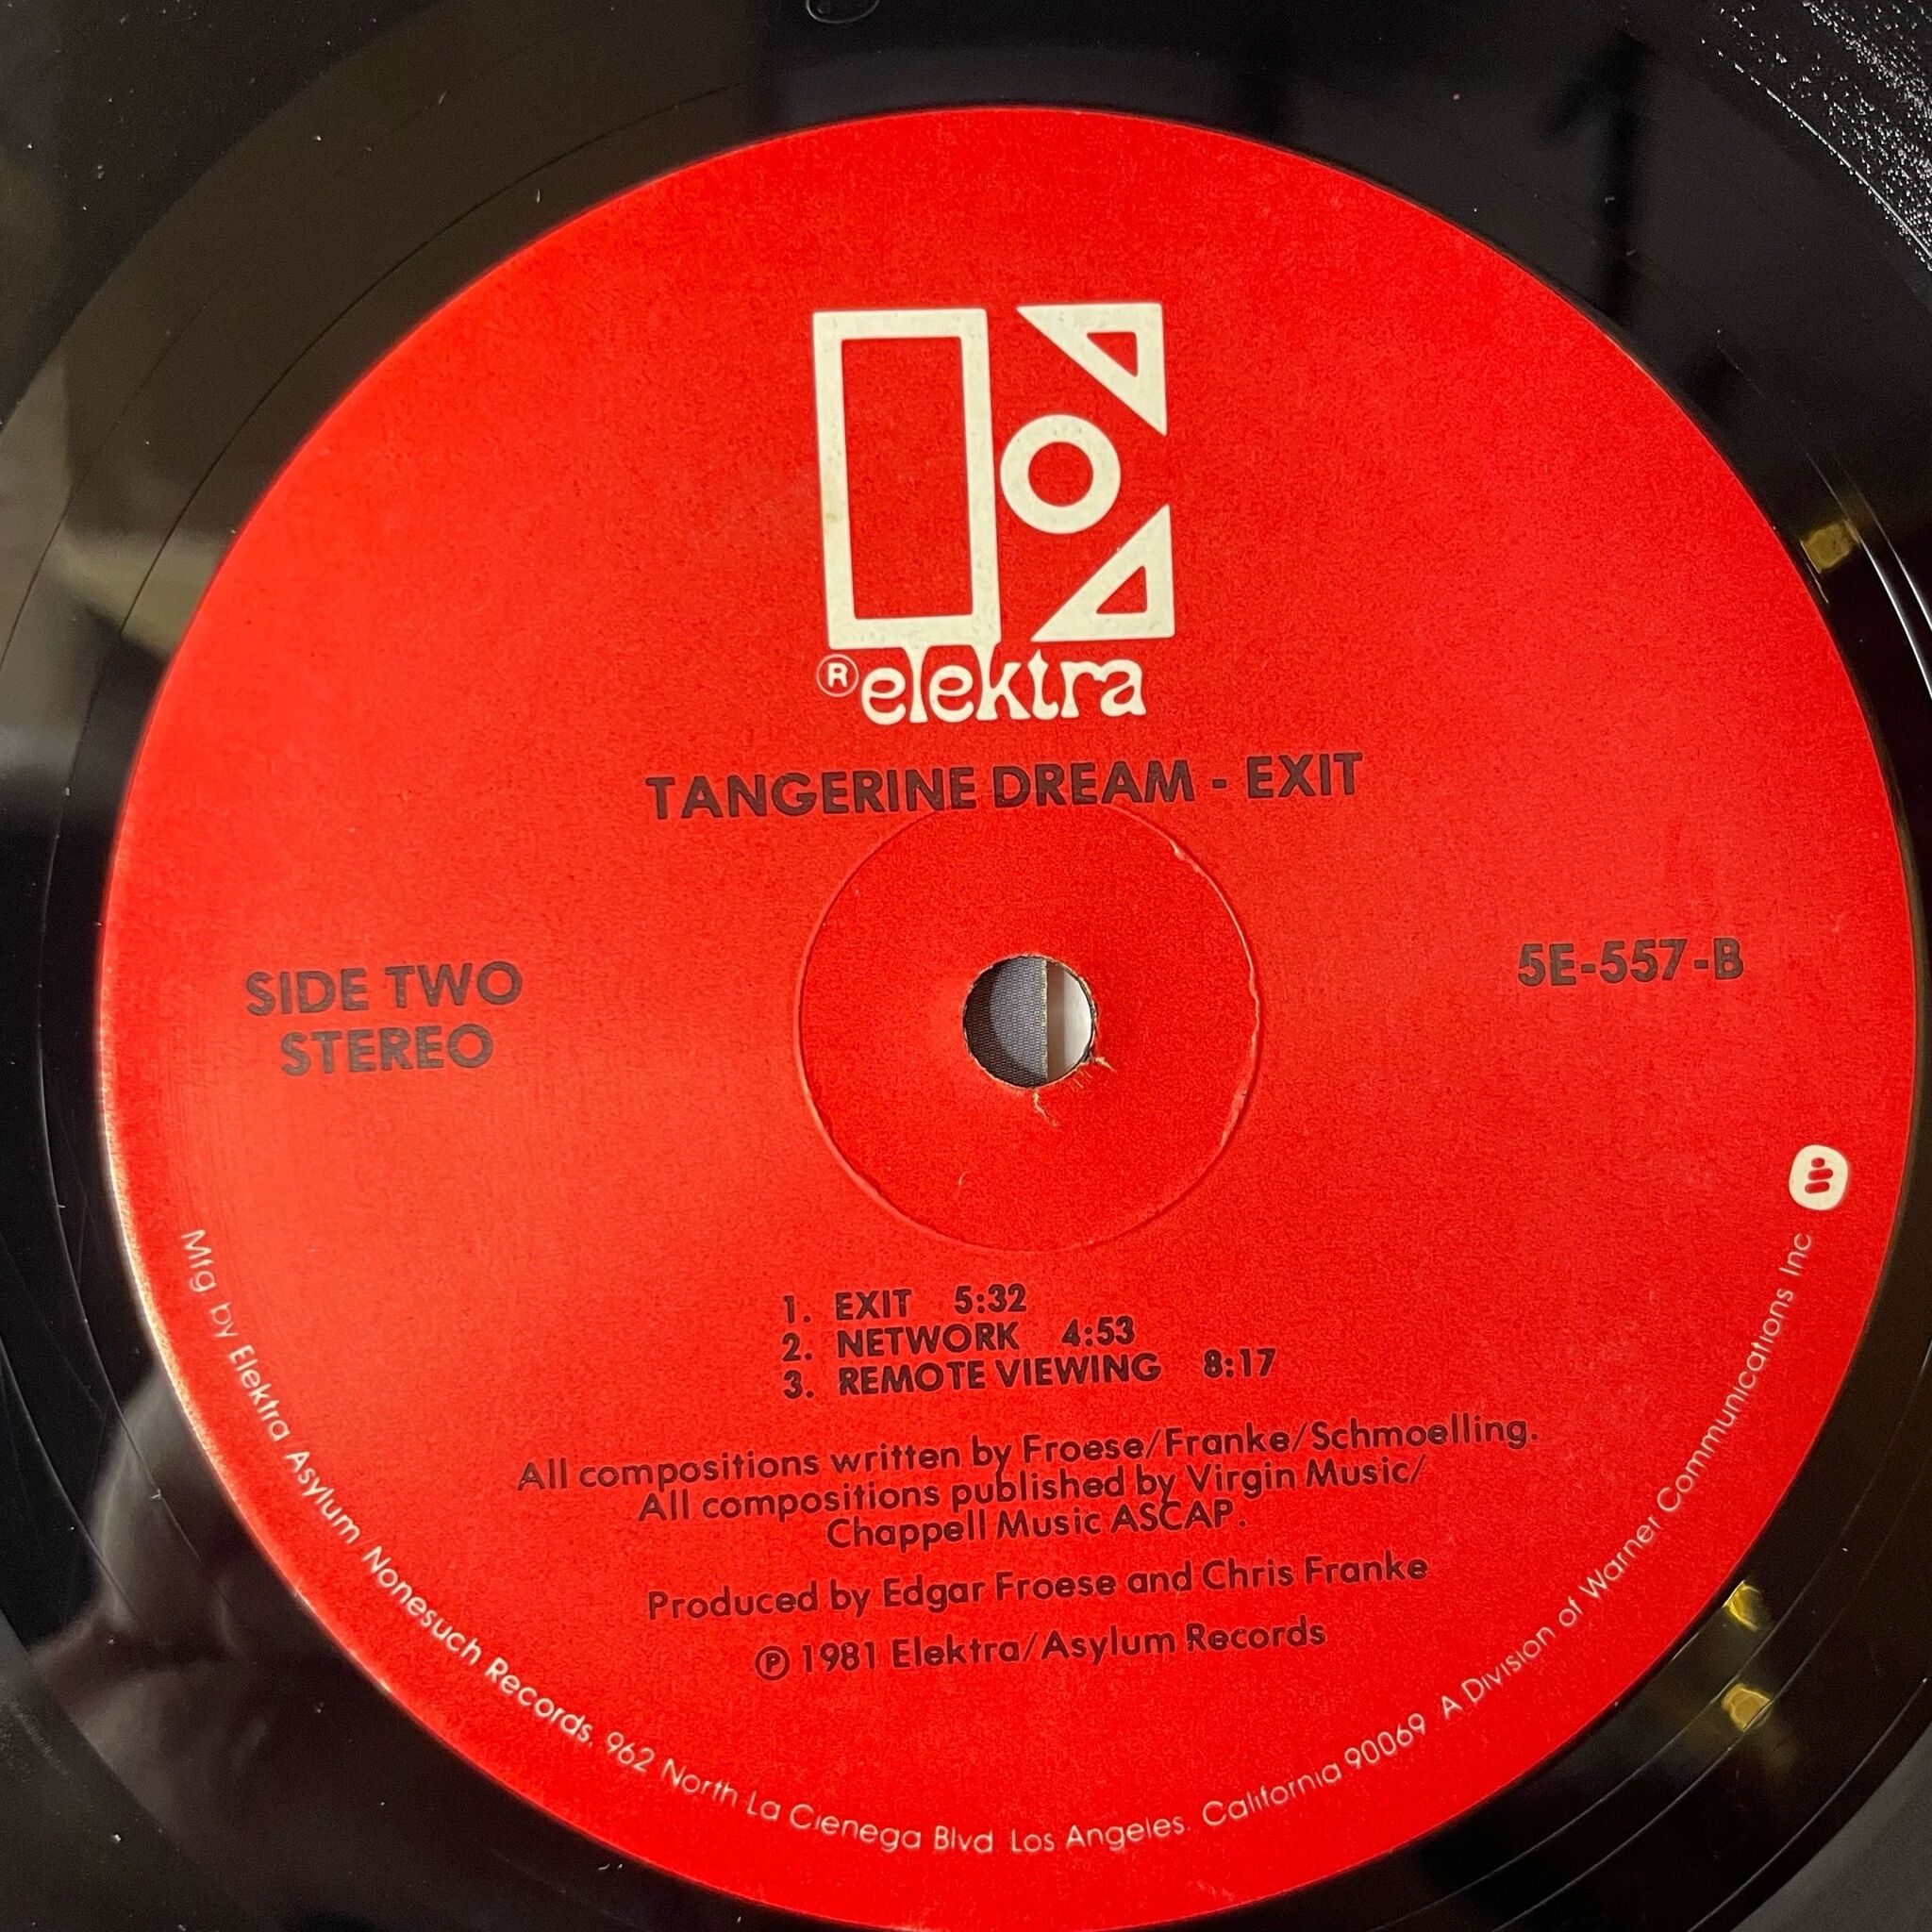 ® elektra
TANGERINE DREAM - EXIT
SIDE TWO
STEREO
5E-557-B
1. EXIT 5:32
2. NETWORK 4:53
3. REMOTE VIEWING 8:17
All compositions written by Froese/Franke/Schmoelling.
All compositions published by Virgin Music/
Chappell Music ASCAP.
Produced by Edgar Froese and Chris Franke
℗ 1981 Elektra/Asylum Records
Mfg by Elektra Asylum Nonesuch Records, 962 North La Cienega Blvd Los Angeles, California 90069 A Division of Warner Communications Inc